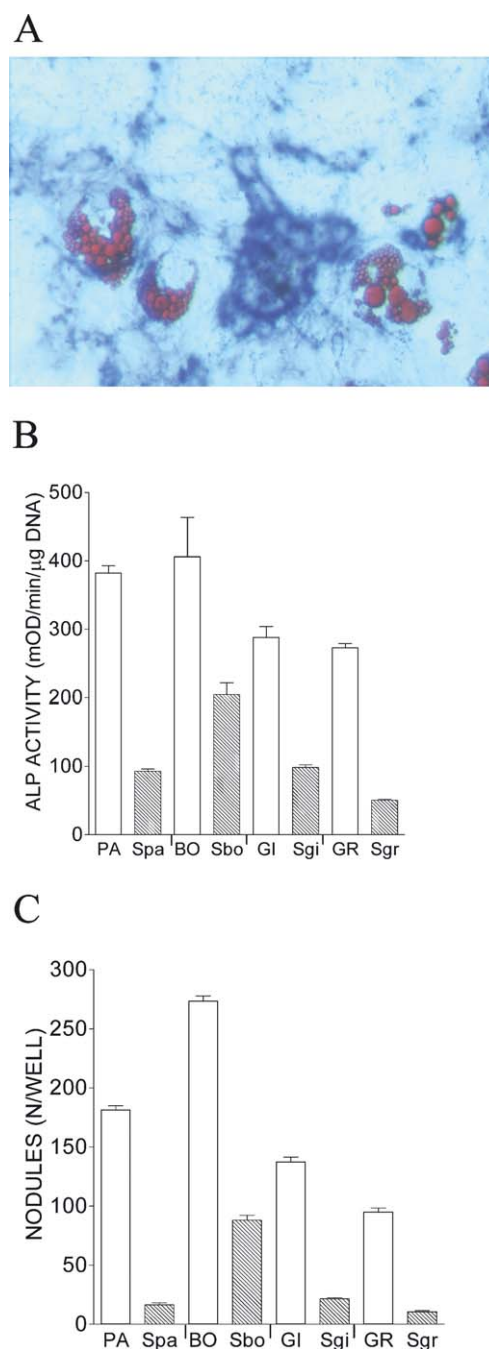 A
B
ALP ACTIVITY (mOD/min/µg DNA)
500
400
300
200
100
0
PA Spa BO Sbo GI Sgi GR Sgr
C
NODULES (N/WELL)
300
250
200
150
100
50
0
PA Spa BO Sbo GI Sgi GR Sgr